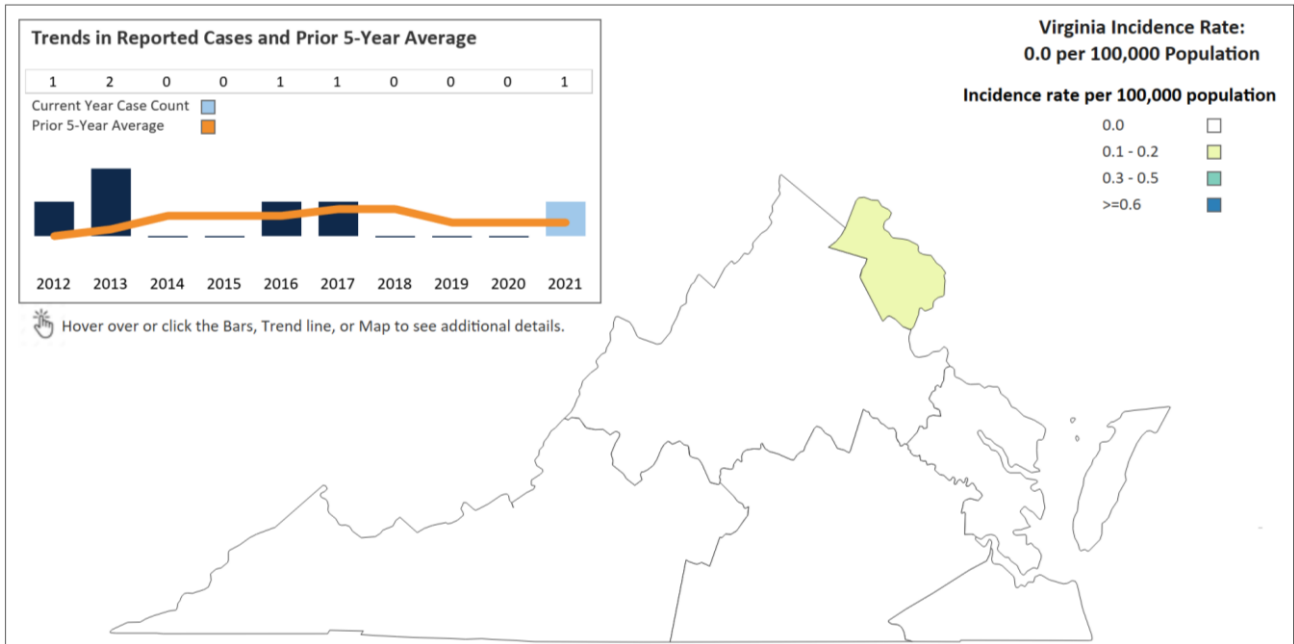 Trends in Reported Cases and Prior 5-Year Average
1 2 0 0 1 1 0 0 0 1
Current Year Case Count
Prior 5-Year Average
2012 2013 2014 2015 2016 2017 2018 2019 2020 2021
Hover over or click the Bars, Trend line, or Map to see additional details.
Virginia Incidence Rate:
0.0 per 100,000 Population
Incidence rate per 100,000 population
0.0
0.1 - 0.2
0.3 - 0.5
>=0.6